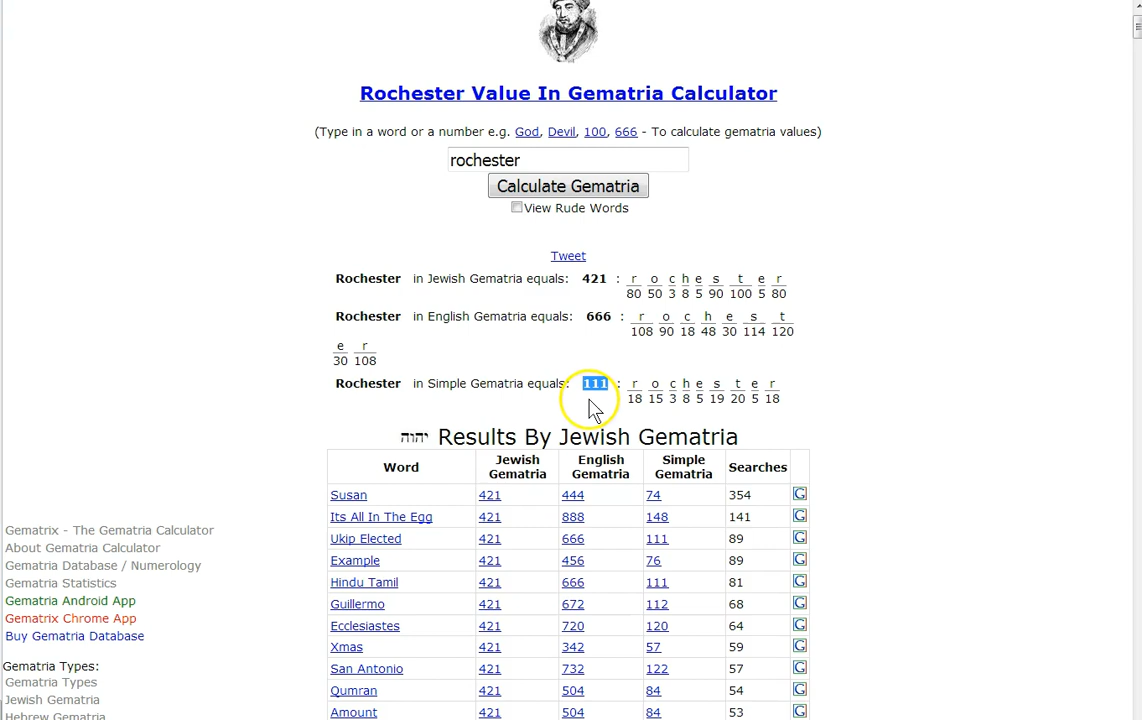 Rochester Value In Gematria Calculator
(Type in a word or a number e.g. God, Devil, 100, 666 - To calculate gematria values)
rochester
Calculate Gematria
View Rude Words
Tweet
Rochester in Jewish Gematria equals: 421 : r o c h e s t e r
80 50 3 8 5 90 100 5 80
Rochester in English Gematria equals: 666 : r o c h e s t
108 90 18 48 30 114 120
e r
30 108
Rochester in Simple Gematria equals: 111 : r o c h e s t e r
18 15 3 8 5 19 20 5 18
יהוה Results By Jewish Gematria
Word Jewish Gematria English Gematria Simple Gematria Searches
Susan 421 444 74 354 G
Its All In The Egg 421 888 148 141 G
Ukip Elected 421 666 111 89 G
Example 421 456 76 89 G
Hindu Tamil 421 666 111 81 G
Guillermo 421 672 112 68 G
Ecclesiastes 421 720 120 64 G
Xmas 421 342 57 59 G
San Antonio 421 732 122 57 G
Qumran 421 504 84 54 G
Amount 421 504 84 53 G
Gematrix - The Gematria Calculator
About Gematria Calculator
Gematria Database / Numerology
Gematria Statistics
Gematria Android App
Gematrix Chrome App
Buy Gematria Database
Gematria Types:
Gematria Types
Jewish Gematria
Hebrew Gematria